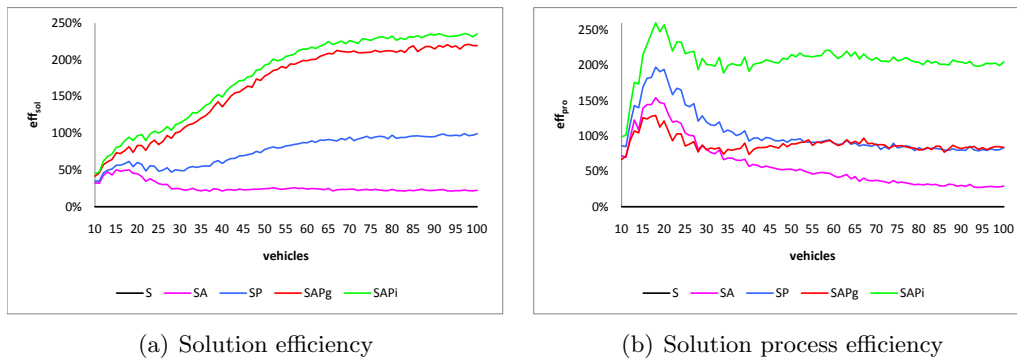 250%
200%
150%
100%
50%
0%
eff_sol
10 15 20 25 30 35 40 45 50 55 60 65 70 75 80 85 90 95 100
vehicles
S SA SP SAPg SAPi
(a) Solution efficiency
250%
200%
150%
100%
50%
0%
eff_pro
10 15 20 25 30 35 40 45 50 55 60 65 70 75 80 85 90 95 100
vehicles
S SA SP SAPg SAPi
(b) Solution process efficiency